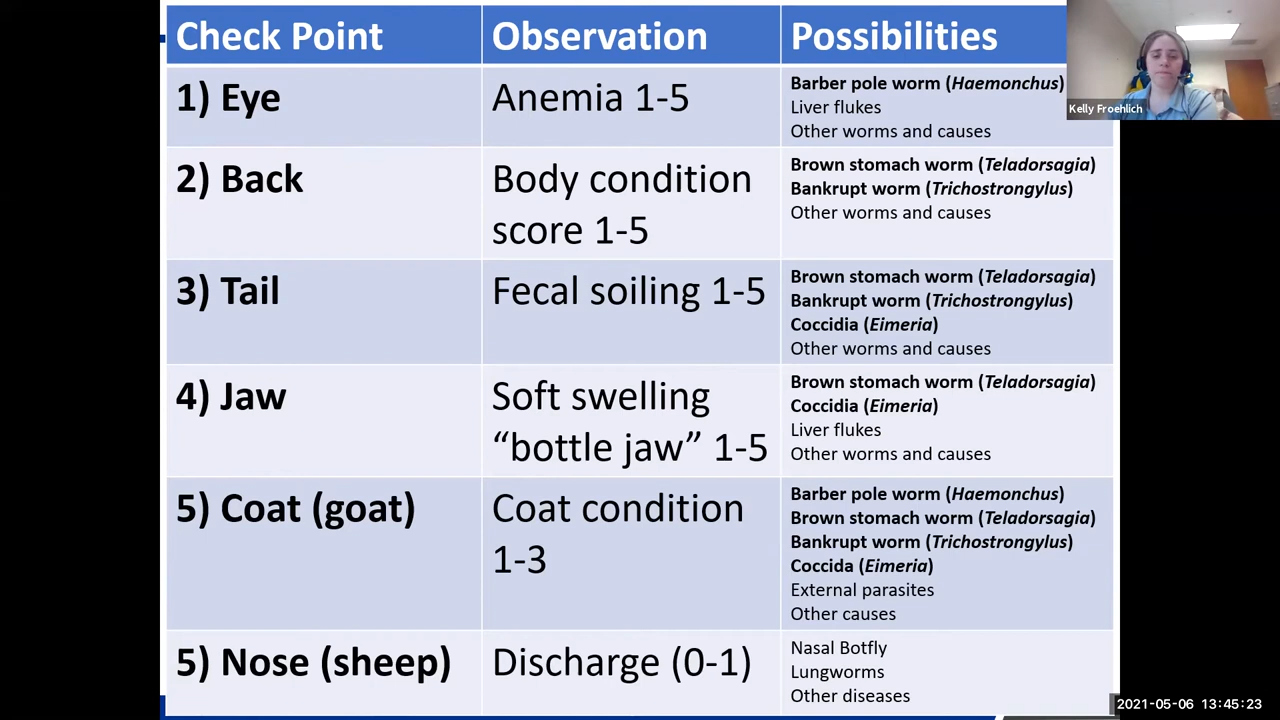 Check Point
Observation
Possibilities
1) Eye
Anemia 1-5
Barber pole worm (Haemonchus)
Liver flukes
Other worms and causes
2) Back
Body condition
score 1-5
Brown stomach worm (Teladorsagia)
Bankrupt worm (Trichostrongylus)
Other worms and causes
3) Tail
Fecal soiling 1-5
Brown stomach worm (Teladorsagia)
Bankrupt worm (Trichostrongylus)
Coccidia (Eimeria)
Other worms and causes
4) Jaw
Soft swelling
“bottle jaw” 1-5
Brown stomach worm (Teladorsagia)
Coccidia (Eimeria)
Liver flukes
Other worms and causes
5) Coat (goat)
Coat condition
1-3
Barber pole worm (Haemonchus)
Brown stomach worm (Teladorsagia)
Bankrupt worm (Trichostrongylus)
Coccida (Eimeria)
External parasites
Other causes
5) Nose (sheep)
Discharge (0-1)
Nasal Botfly
Lungworms
Other diseases
Kelly Froehlich
2021-05-06 13:45:23